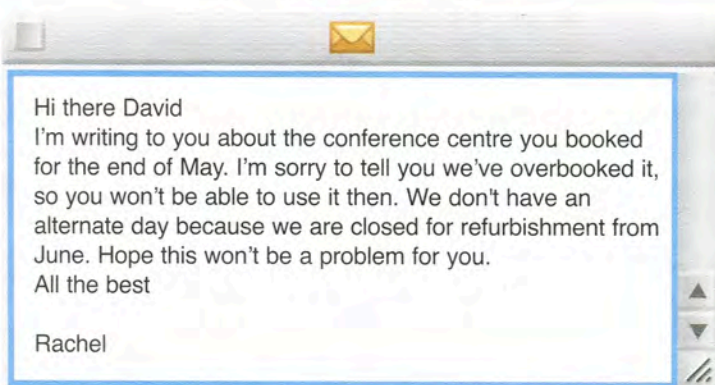 Hi there David
I'm writing to you about the conference centre you booked
for the end of May. I'm sorry to tell you we've overbooked it,
so you won't be able to use it then. We don't have an
alternate day because we are closed for refurbishment from
June. Hope this won't be a problem for you.
All the best
Rachel